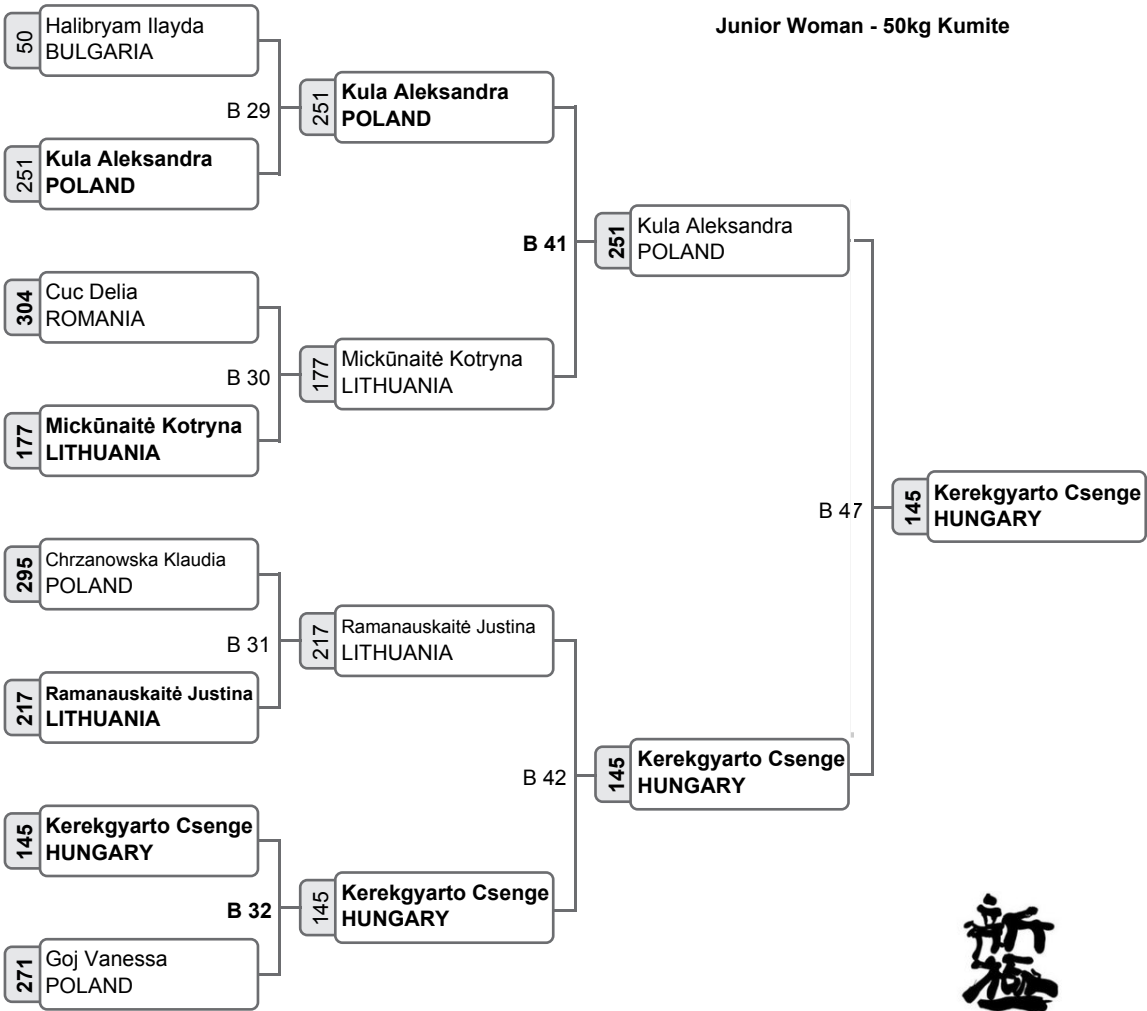 Junior Woman - 50kg Kumite
50
Halibryam Ilayda
BULGARIA
B 29
251
Kula Aleksandra
POLAND
251
Kula Aleksandra
POLAND
B 41
251
Kula Aleksandra
POLAND
304
Cuc Delia
ROMANIA
B 30
177
Mickūnaitė Kotryna
LITHUANIA
177
Mickūnaitė Kotryna
LITHUANIA
B 47
145
Kerekgyarto Csenge
HUNGARY
295
Chrzanowska Klaudia
POLAND
B 31
217
Ramanauskaitė Justina
LITHUANIA
217
Ramanauskaitė Justina
LITHUANIA
B 42
145
Kerekgyarto Csenge
HUNGARY
145
Kerekgyarto Csenge
HUNGARY
B 32
145
Kerekgyarto Csenge
HUNGARY
271
Goj Vanessa
POLAND
新極